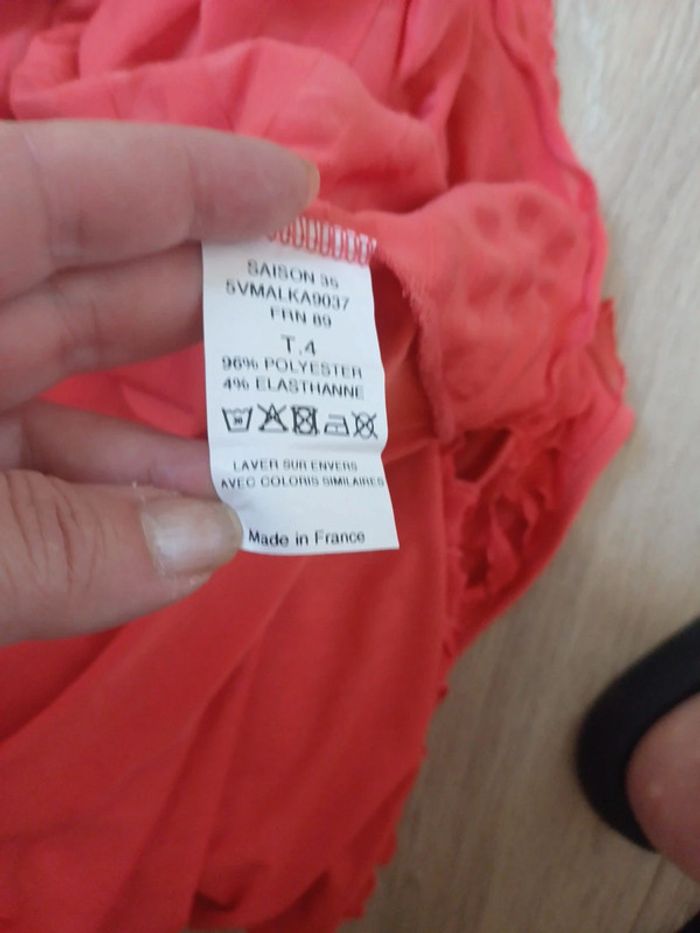 SAISON 35
5VMALKA9037
FRN 89
T.4
96% POLYESTER
4% ELASTHANNE
LAVER SUR ENVERS
AVEC COLORIS SIMILAIRES
Made in France